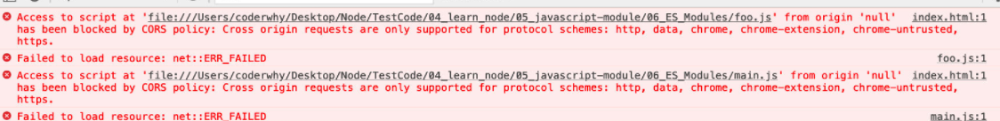 Access to script at 'file:///Users/coderwhy/Desktop/Node/TestCode/04_learn_node/05_javascript-module/06_ES_Modules/foo.js' from origin 'null' index.html:1
has been blocked by CORS policy: Cross origin requests are only supported for protocol schemes: http, data, chrome, chrome-extension, chrome-untrusted,
https.
Failed to load resource: net::ERR_FAILED foo.js:1
Access to script at 'file:///Users/coderwhy/Desktop/Node/TestCode/04_learn_node/05_javascript-module/06_ES_Modules/main.js' from origin 'null' index.html:1
has been blocked by CORS policy: Cross origin requests are only supported for protocol schemes: http, data, chrome, chrome-extension, chrome-untrusted,
https.
Failed to load resource: net::ERR_FAILED main.js:1